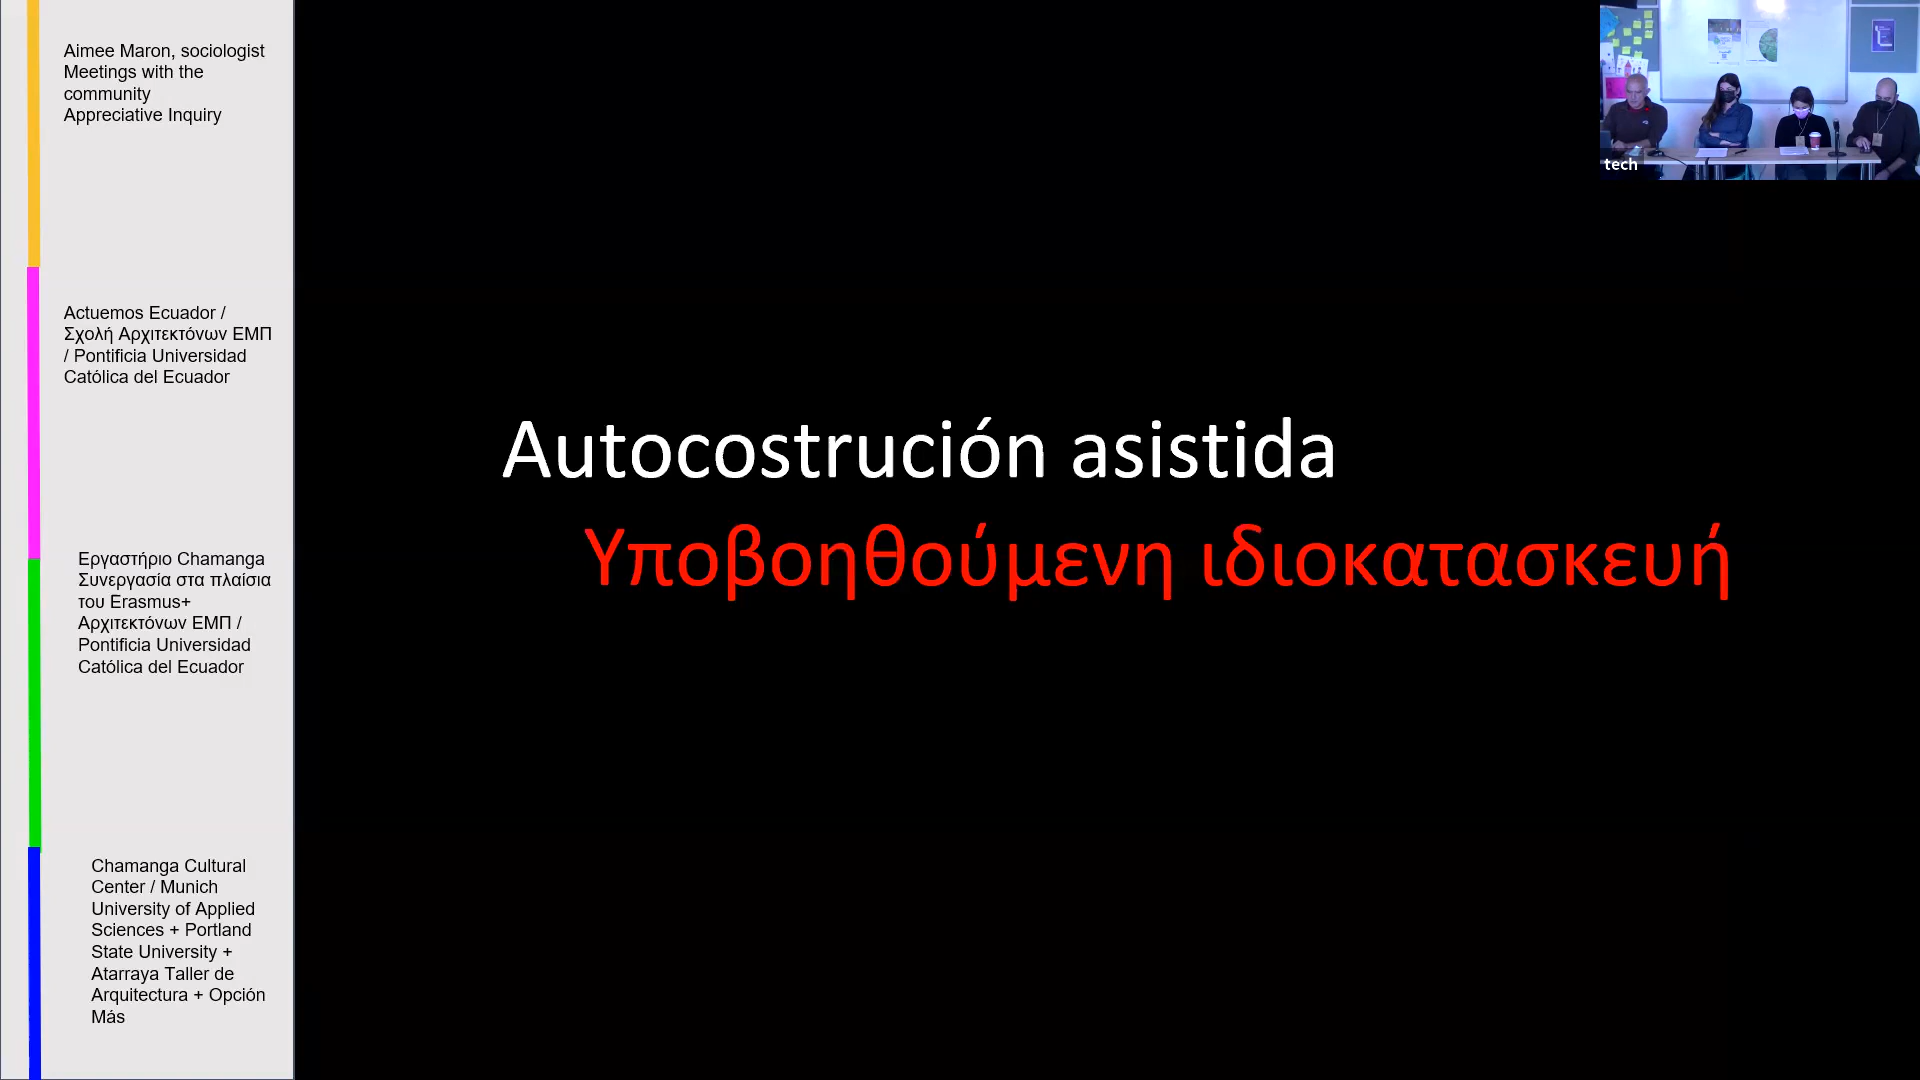 Aimee Maron, sociologist
Meetings with the
community
Appreciative Inquiry
Actuemos Ecuador /
Σχολή Αρχιτεκτόνων ΕΜΠ
/ Pontificia Universidad
Católica del Ecuador
Εργαστήριο Chamanga
Συνεργασία στα πλαίσια
του Erasmus+
Αρχιτεκτόνων ΕΜΠ /
Pontificia Universidad
Católica del Ecuador
Chamanga Cultural
Center / Munich
University of Applied
Sciences + Portland
State University +
Atarraya Taller de
Arquitectura + Opción
Más
Autocostrución asistida
Υποβοηθούμενη ιδιοκατασκευή
tech